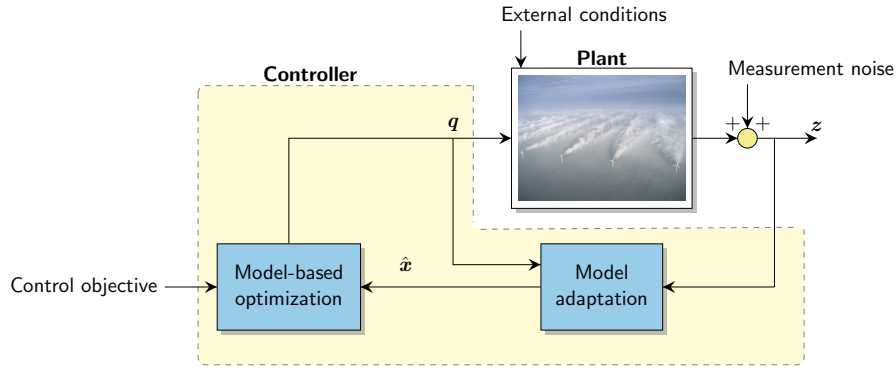 External conditions
Controller
Plant
Measurement noise
q
+ +
z
Model-based
optimization
x̂
Model
adaptation
Control objective